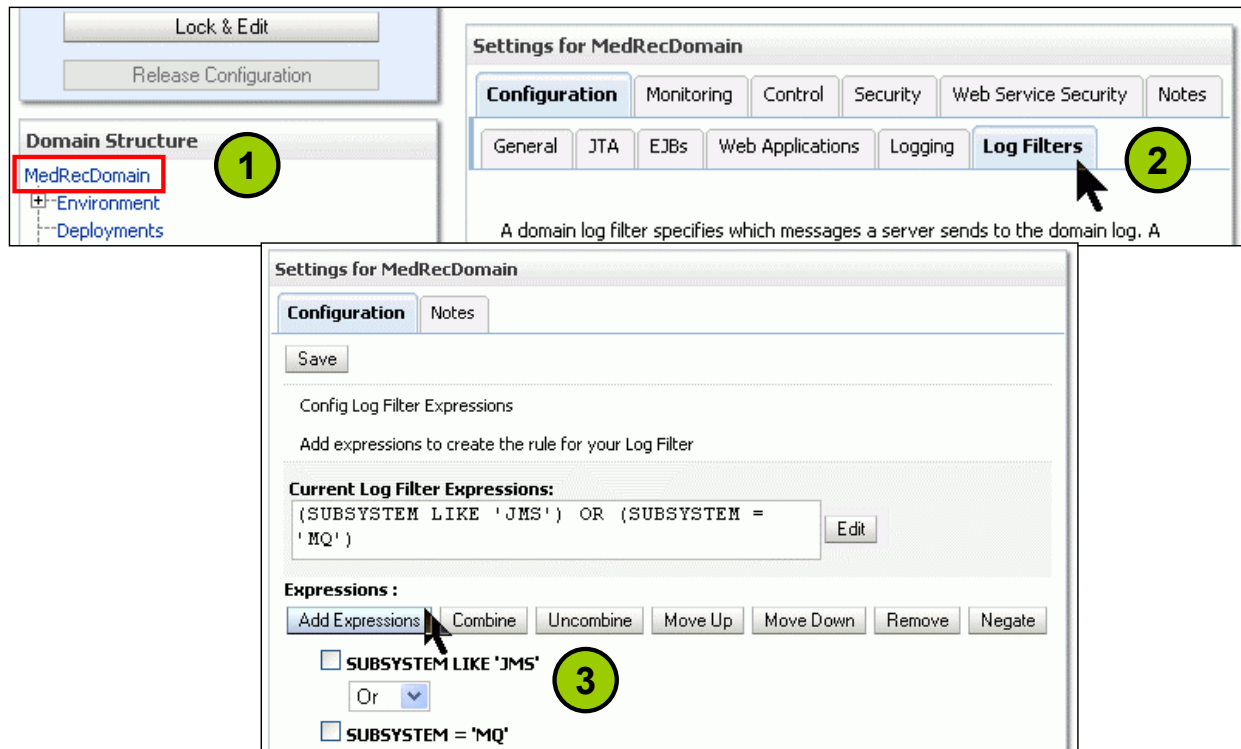 Lock & Edit
Release Configuration
Domain Structure
1
MedRecDomain
Environment
Deployments
Settings for MedRecDomain
Configuration Monitoring Control Security Web Service Security Notes
General JTA EJBs Web Applications Logging Log Filters
2
A domain log filter specifies which messages a server sends to the domain log. A
Settings for MedRecDomain
Configuration Notes
Save
Config Log Filter Expressions
Add expressions to create the rule for your Log Filter
Current Log Filter Expressions:
(SUBSYSTEM LIKE 'JMS') OR (SUBSYSTEM =
'MQ')
Edit
Expressions :
Add Expressions Combine Uncombine Move Up Move Down Remove Negate
SUBSYSTEM LIKE 'JMS'
3
Or
SUBSYSTEM = 'MQ'